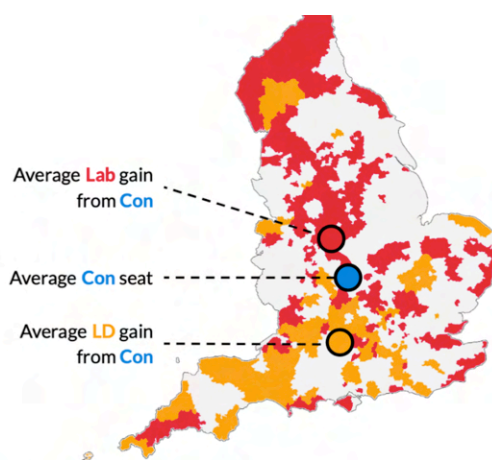 Average Lab gain
from Con
Average Con seat
Average LD gain
from Con